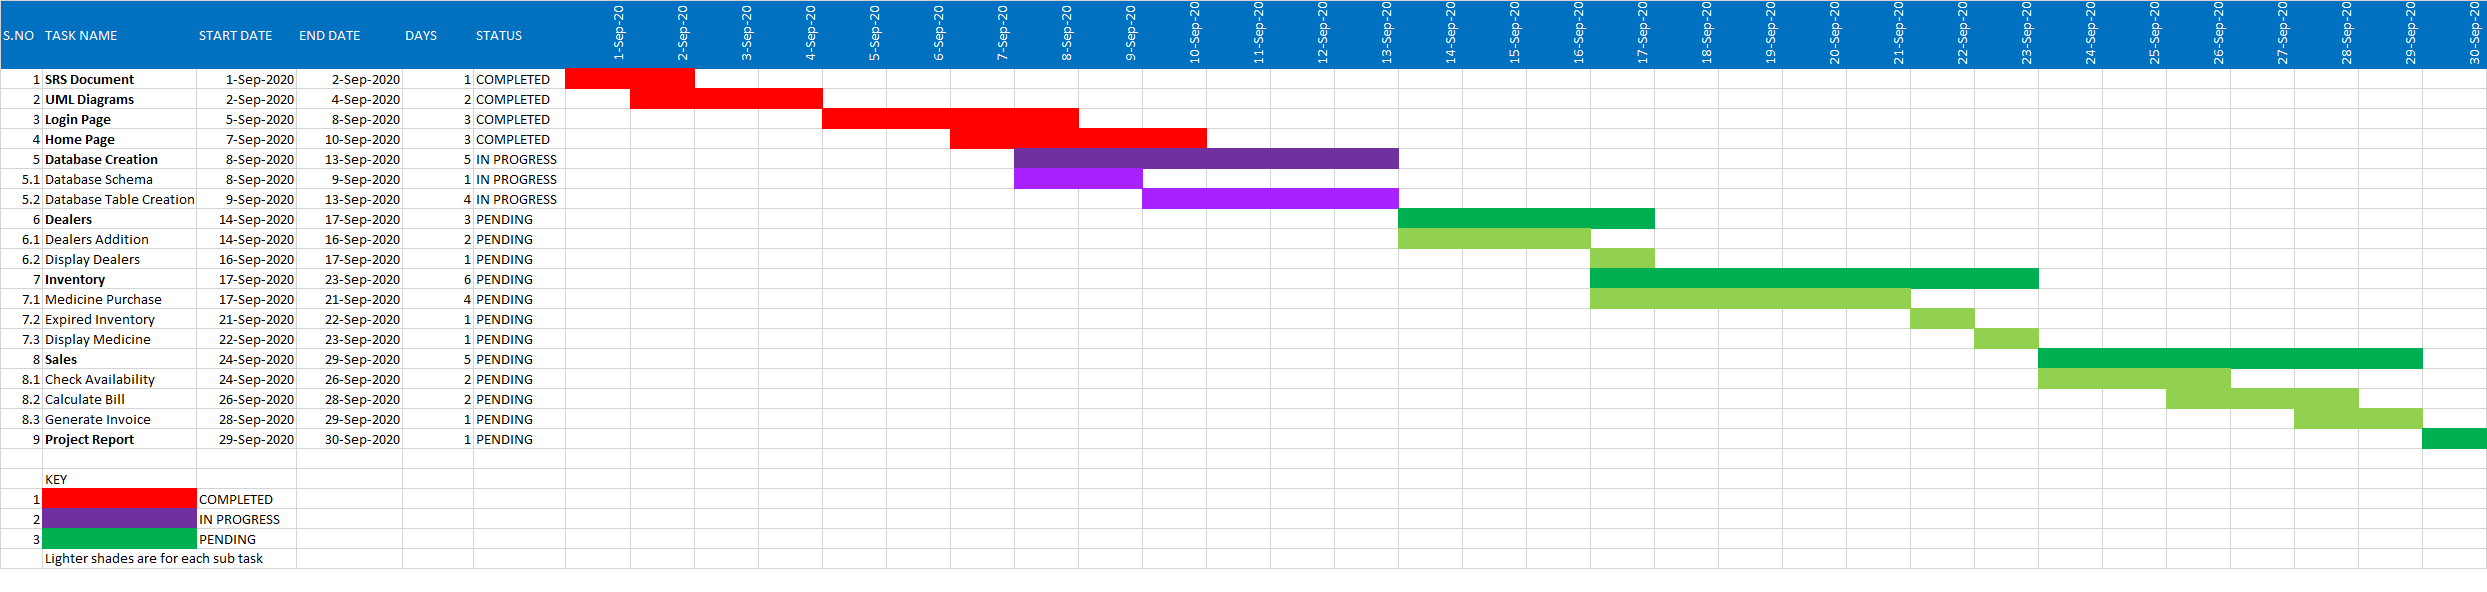 S.NO TASK NAME START DATE END DATE DAYS STATUS 1-Sep-20 2-Sep-20 3-Sep-20 4-Sep-20 5-Sep-20 6-Sep-20 7-Sep-20 8-Sep-20 9-Sep-20 10-Sep-20 11-Sep-20 12-Sep-20 13-Sep-20 14-Sep-20 15-Sep-20 16-Sep-20 17-Sep-20 18-Sep-20 19-Sep-20 20-Sep-20 21-Sep-20 22-Sep-20 23-Sep-20 24-Sep-20 25-Sep-20 26-Sep-20 27-Sep-20 28-Sep-20 29-Sep-20 30-Sep-20
1 SRS Document 1-Sep-2020 2-Sep-2020 1 COMPLETED
2 UML Diagrams 2-Sep-2020 4-Sep-2020 2 COMPLETED
3 Login Page 5-Sep-2020 8-Sep-2020 3 COMPLETED
4 Home Page 7-Sep-2020 10-Sep-2020 3 COMPLETED
5 Database Creation 8-Sep-2020 13-Sep-2020 5 IN PROGRESS
5.1 Database Schema 8-Sep-2020 9-Sep-2020 1 IN PROGRESS
5.2 Database Table Creation 9-Sep-2020 13-Sep-2020 4 IN PROGRESS
6 Dealers 14-Sep-2020 17-Sep-2020 3 PENDING
6.1 Dealers Addition 14-Sep-2020 16-Sep-2020 2 PENDING
6.2 Display Dealers 16-Sep-2020 17-Sep-2020 1 PENDING
7 Inventory 17-Sep-2020 23-Sep-2020 6 PENDING
7.1 Medicine Purchase 17-Sep-2020 21-Sep-2020 4 PENDING
7.2 Expired Inventory 21-Sep-2020 22-Sep-2020 1 PENDING
7.3 Display Medicine 22-Sep-2020 23-Sep-2020 1 PENDING
8 Sales 24-Sep-2020 29-Sep-2020 5 PENDING
8.1 Check Availability 24-Sep-2020 26-Sep-2020 2 PENDING
8.2 Calculate Bill 26-Sep-2020 28-Sep-2020 2 PENDING
8.3 Generate Invoice 28-Sep-2020 29-Sep-2020 1 PENDING
9 Project Report 29-Sep-2020 30-Sep-2020 1 PENDING
KEY
1 COMPLETED
2 IN PROGRESS
3 PENDING
Lighter shades are for each sub task